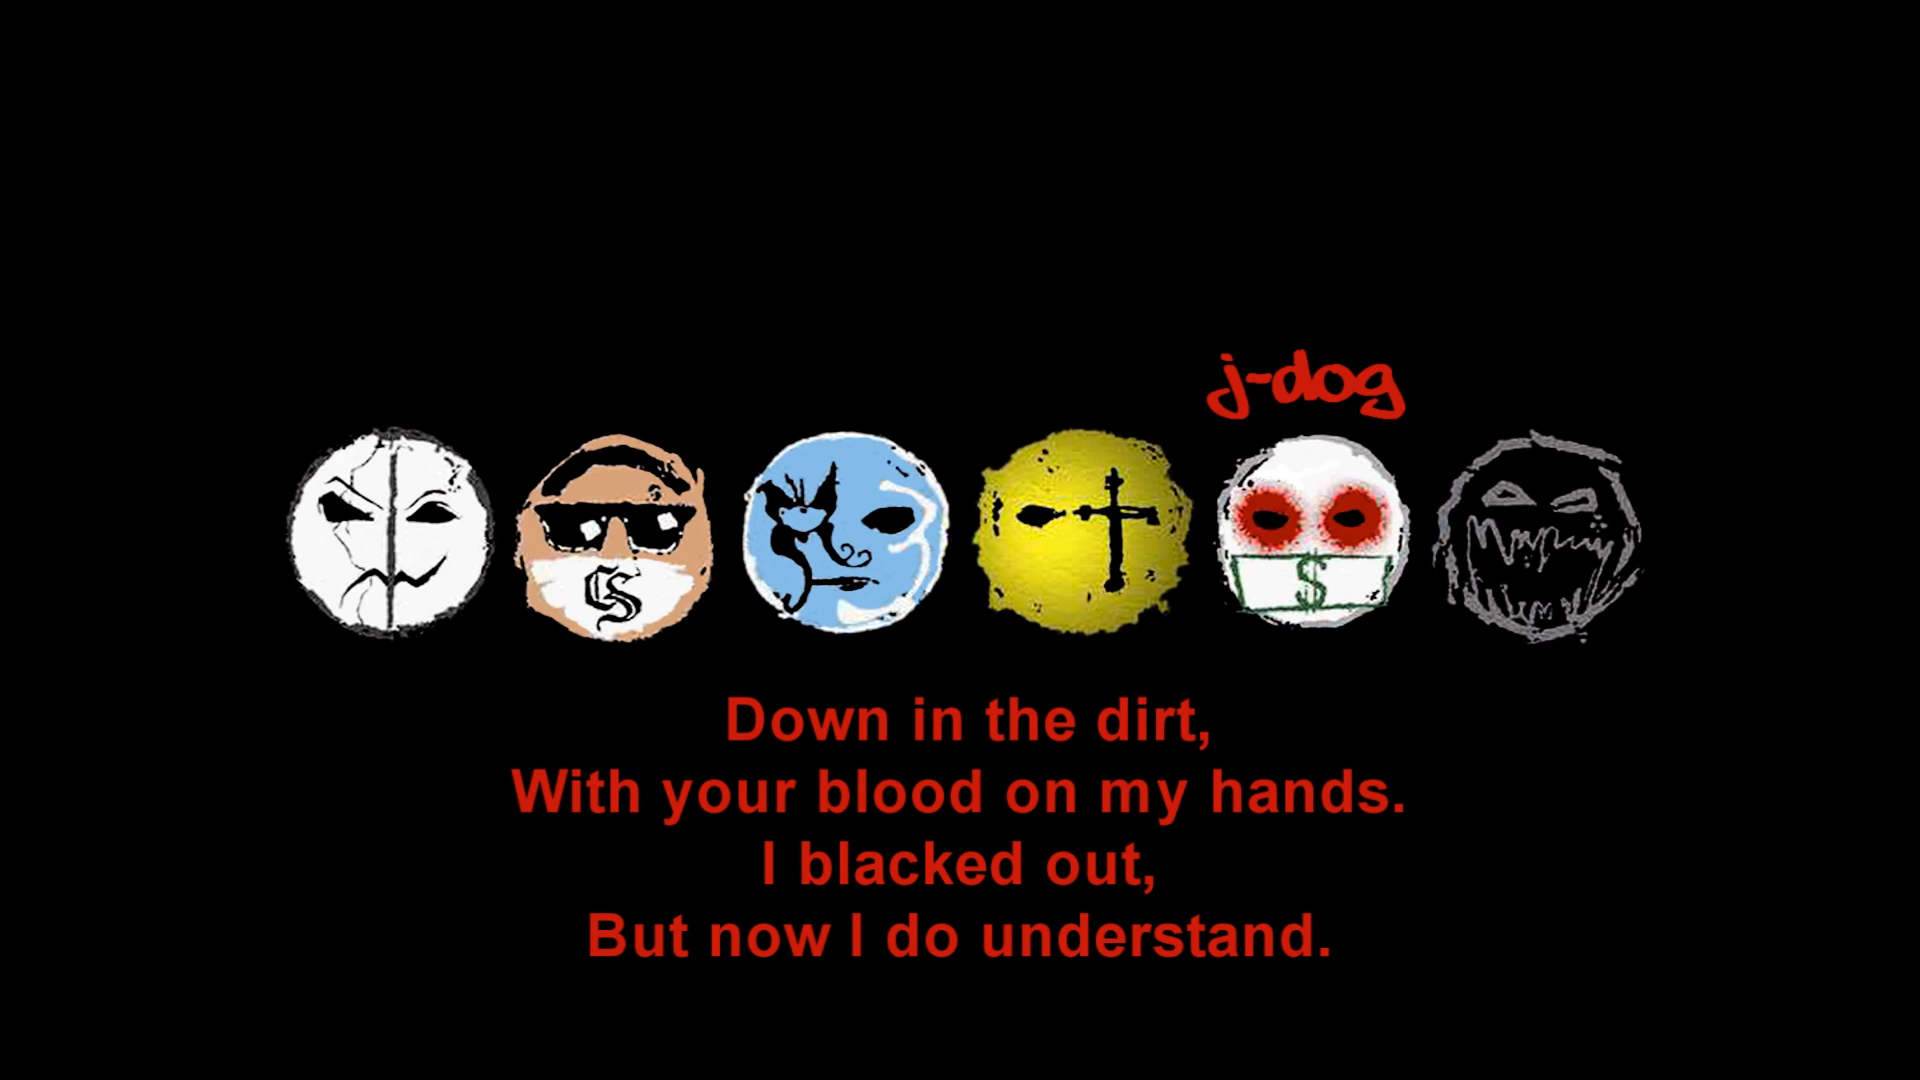 j-dog
$
Down in the dirt,
With your blood on my hands.
I blacked out,
But now I do understand.